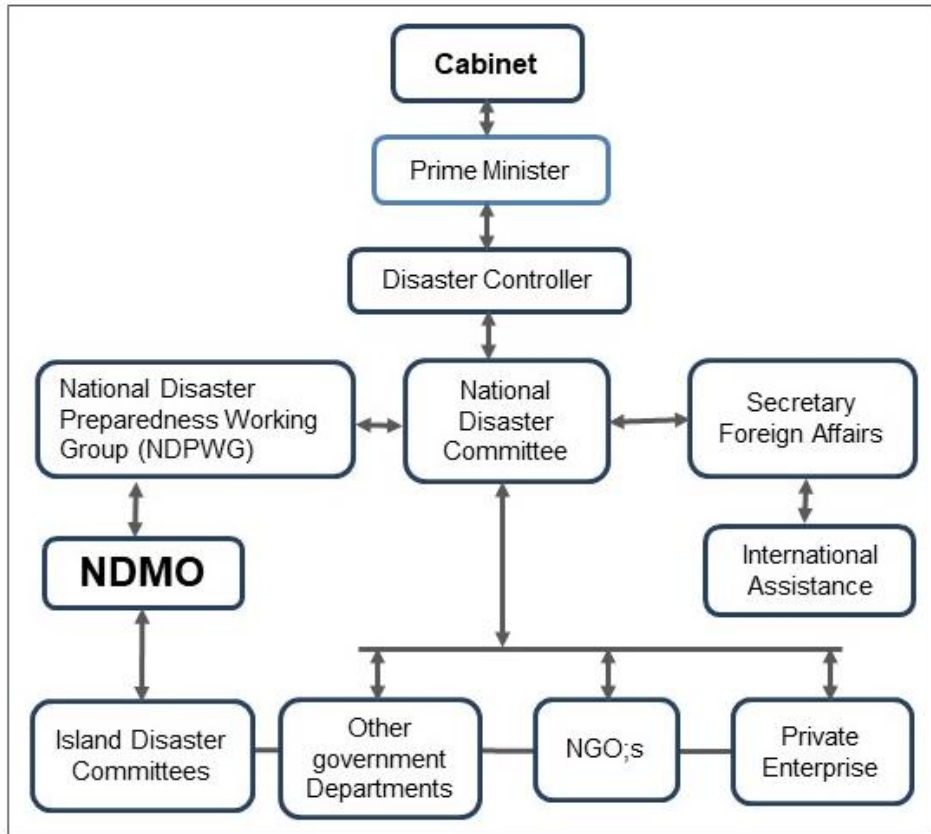 Cabinet
Prime Minister
Disaster Controller
National Disaster
Preparedness Working
Group (NDPWG)
National
Disaster
Committee
Secretary
Foreign Affairs
NDMO
International
Assistance
Island Disaster
Committees
Other
government
Departments
NGO;s
Private
Enterprise